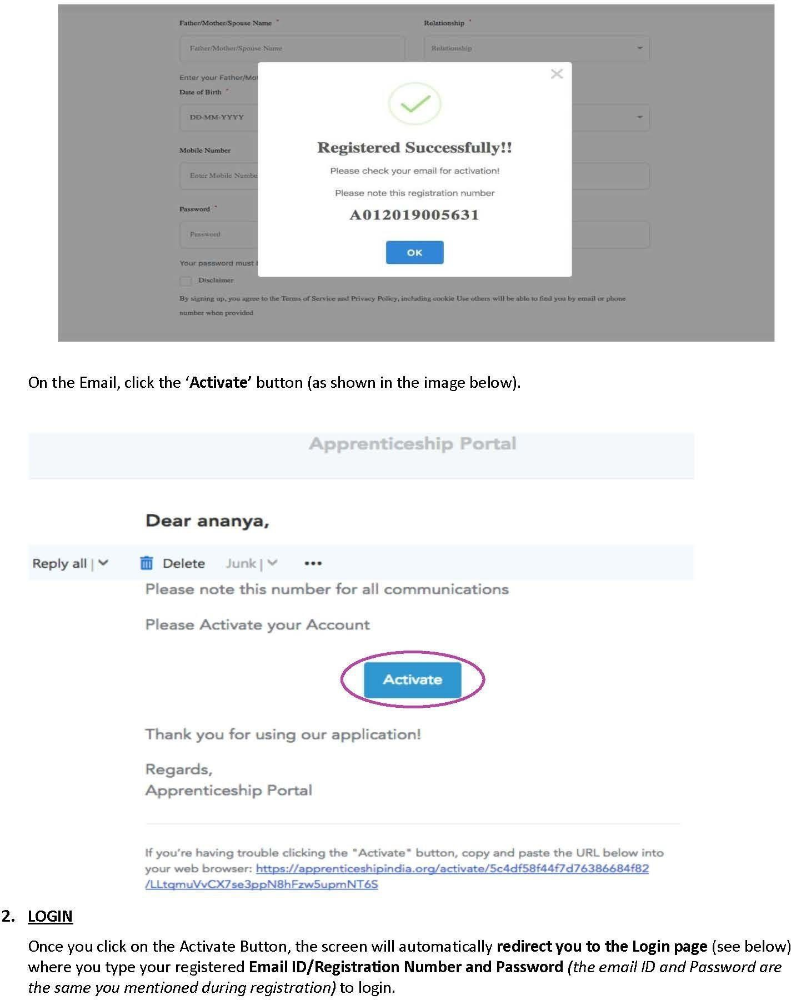 Father/Mother/Spouse Name * Relationship *
Father/Mother/Spouse Name Relationship
Enter your Father/Mot
Date of Birth *
DD-MM-YYYY
Registered Successfully!!
Mobile Number
Please check your email for activation!
Enter Mobile Numbe
Please note this registration number
Password *
A012019005631
Password
OK
Your password must
Disclaimer
By signing up, you agree to the Terms of Service and Privacy Policy, including cookie Use others will be able to find you by email or phone
number when provided
On the Email, click the ‘Activate’ button (as shown in the image below).
Apprenticeship Portal
Dear ananya,
Reply all | Delete Junk | •••
Please note this number for all communications
Please Activate your Account
Activate
Thank you for using our application!
Regards,
Apprenticeship Portal
If you're having trouble clicking the "Activate" button, copy and paste the URL below into
your web browser: https://apprenticeshipindia.org/activate/5c4df58f44f7d76386684f82
/LLtqmuVvCX7se3ppN8hFzw5upmNT6S
2. LOGIN
Once you click on the Activate Button, the screen will automatically redirect you to the Login page (see below)
where you type your registered Email ID/Registration Number and Password (the email ID and Password are
the same you mentioned during registration) to login.